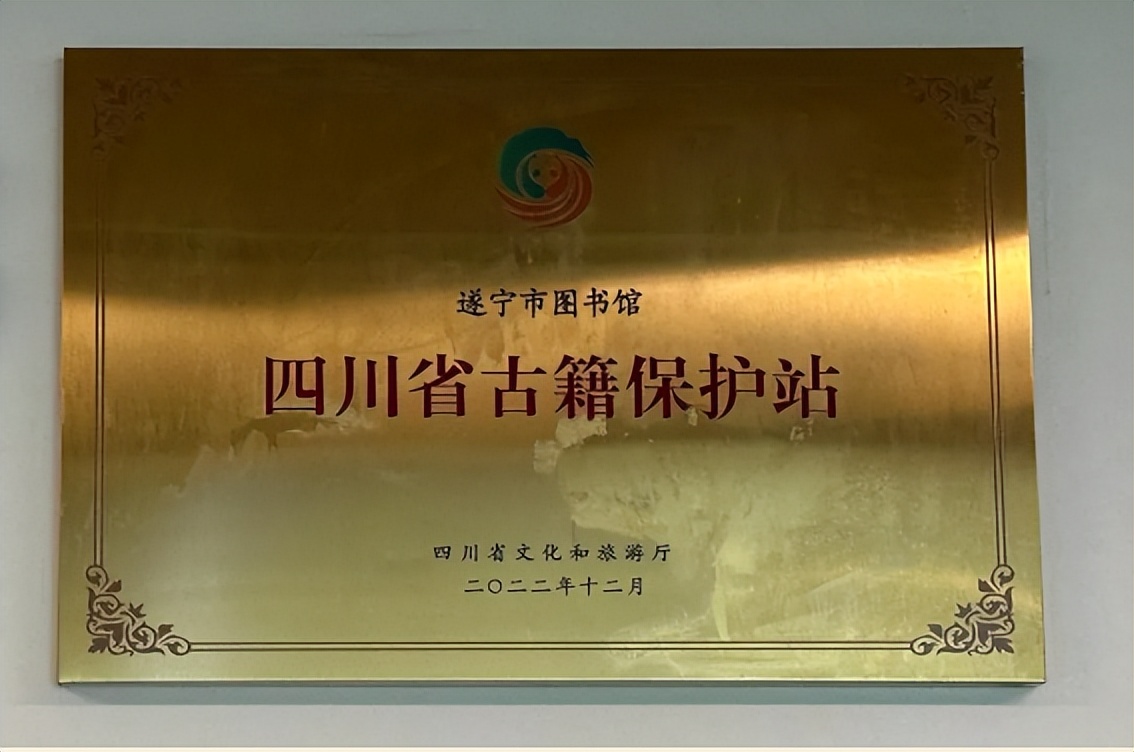 遂宁市图书馆
四川省古籍保护站
四川省文化和旅游厅
二〇二二年十二月